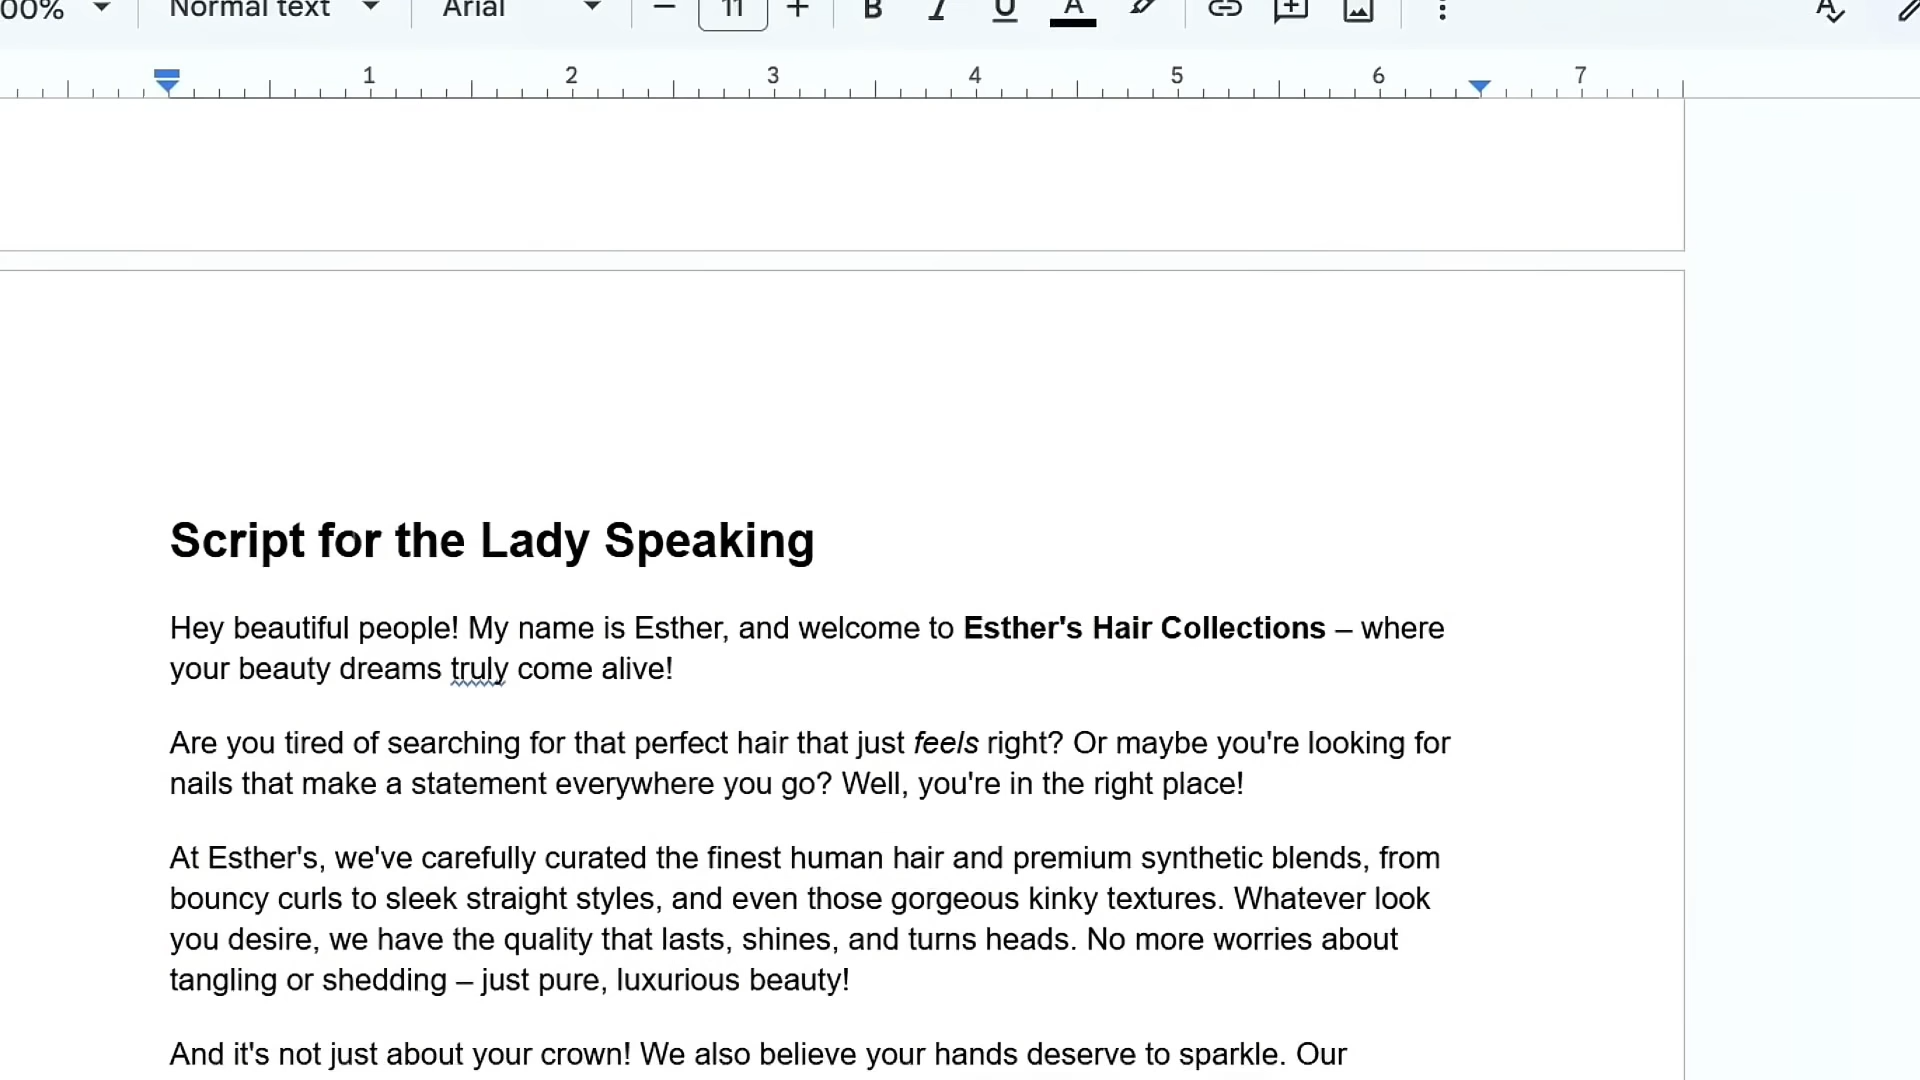 00%
Normal text
Arial
11
B I U A
1 2 3 4 5 6 7
Script for the Lady Speaking
Hey beautiful people! My name is Esther, and welcome to Esther's Hair Collections – where
your beauty dreams truly come alive!
Are you tired of searching for that perfect hair that just feels right? Or maybe you're looking for
nails that make a statement everywhere you go? Well, you're in the right place!
At Esther's, we've carefully curated the finest human hair and premium synthetic blends, from
bouncy curls to sleek straight styles, and even those gorgeous kinky textures. Whatever look
you desire, we have the quality that lasts, shines, and turns heads. No more worries about
tangling or shedding – just pure, luxurious beauty!
And it's not just about your crown! We also believe your hands deserve to sparkle. Our